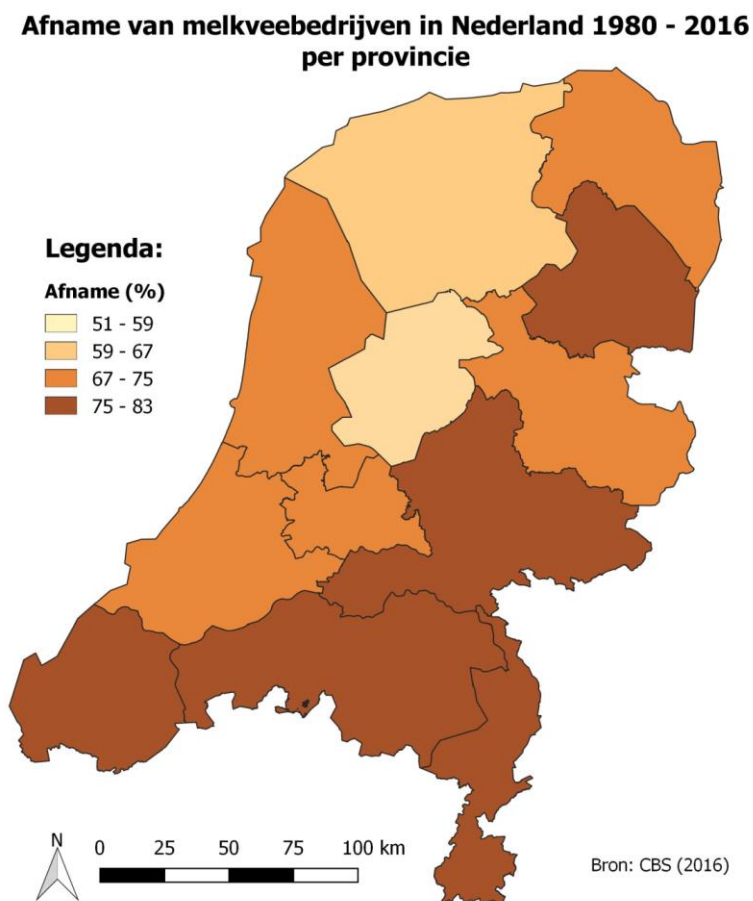 Afname van melkveebedrijven in Nederland 1980 - 2016
per provincie
Legenda:
Afname (%)
51 - 59
59 - 67
67 - 75
75 - 83
N
0 25 50 75 100 km
Bron: CBS (2016)